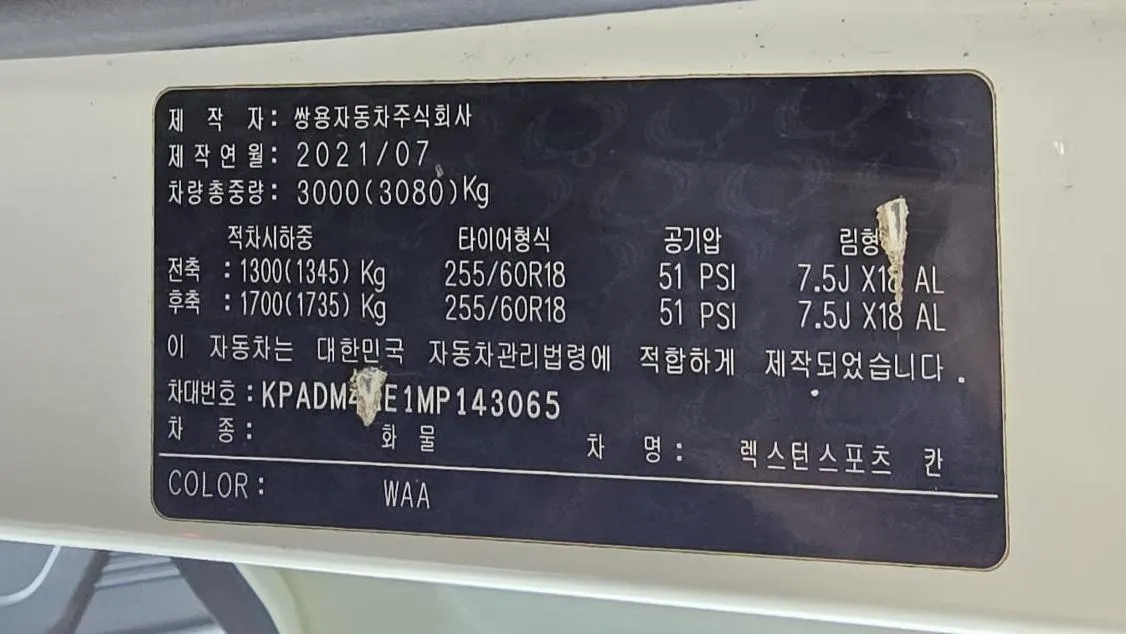 제 작 자 : 쌍용자동차주식회사
제작연월 : 2021/07
차량총중량 : 3000(3080)Kg
적차시하중 타이어형식 공기압
전축 : 1300(1345) Kg 255/60R18 51 PSI 7.5J X18 AL
후축 : 1700(1735) Kg 255/60R18 51 PSI 7.5J X18 AL
이 자동차는 대한민국 자동차관리법령에 적합하게 제작되었습니다.
차대번호 :
차 종 : 화 물 차 명 : 렉스턴스포츠 칸
COLOR : WAA